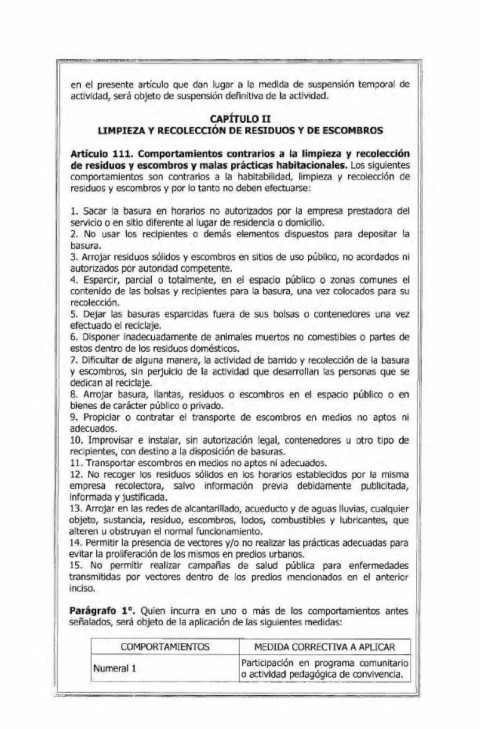 en el presente artículo que dan lugar a la medida de suspensión temporal de
actividad, será objeto de suspensión definitiva de la actividad.
CAPÍTULO II
LIMPIEZA Y RECOLECCIÓN DE RESIDUOS Y DE ESCOMBROS
Artículo 111. Comportamientos contrarios a la limpieza y recolección
de residuos y escombros y malas prácticas habitacionales. Los siguientes
comportamientos son contrarios a la habitabilidad, limpieza y recolección de
residuos y escombros y por lo tanto no deben efectuarse:
1. Sacar la basura en horarios no autorizados por la empresa prestadora del
servicio o en sitio diferente al lugar de residencia o domicilio.
2. No usar los recipientes o demás elementos dispuestos para depositar la
basura.
3. Arrojar residuos sólidos y escombros en sitios de uso público, no acordados ni
autorizados por autoridad competente.
4. Esparcir, parcial o totalmente, en el espacio público o zonas comunes el
contenido de las bolsas y recipientes para la basura, una vez colocados para su
recolección.
5. Dejar las basuras esparcidas fuera de sus bolsas o contenedores una vez
efectuado el reciclaje.
6. Disponer inadecuadamente de animales muertos no comestibles o partes de
estos dentro de los residuos domésticos.
7. Dificultar de alguna manera, la actividad de barrido y recolección de la basura
y escombros, sin perjuicio de la actividad que desarrollan las personas que se
dedican al reciclaje.
8. Arrojar basura, llantas, residuos o escombros en el espacio público o en
bienes de carácter público o privado.
9. Propiciar o contratar el transporte de escombros en medios no aptos ni
adecuados.
10. Improvisar e instalar, sin autorización legal, contenedores u otro tipo de
recipientes, con destino a la disposición de basuras.
11. Transportar escombros en medios no aptos ni adecuados.
12. No recoger los residuos sólidos en los horarios establecidos por la misma
empresa recolectora, salvo información previa debidamente publicitada,
informada y justificada.
13. Arrojar en las redes de alcantarillado, acueducto y de aguas lluvias, cualquier
objeto, sustancia, residuo, escombros, lodos, combustibles y lubricantes, que
alteren u obstruyan el normal funcionamiento.
14. Permitir la presencia de vectores y/o no realizar las prácticas adecuadas para
evitar la proliferación de los mismos en predios urbanos.
15. No permitir realizar campañas de salud pública para enfermedades
transmitidas por vectores dentro de los predios mencionados en el anterior
inciso.
Parágrafo 1°. Quien incurra en uno o más de los comportamientos antes
señalados, será objeto de la aplicación de las siguientes medidas:
COMPORTAMIENTOS MEDIDA CORRECTIVA A APLICAR
Numeral 1 Participación en programa comunitario
o actividad pedagógica de convivencia.